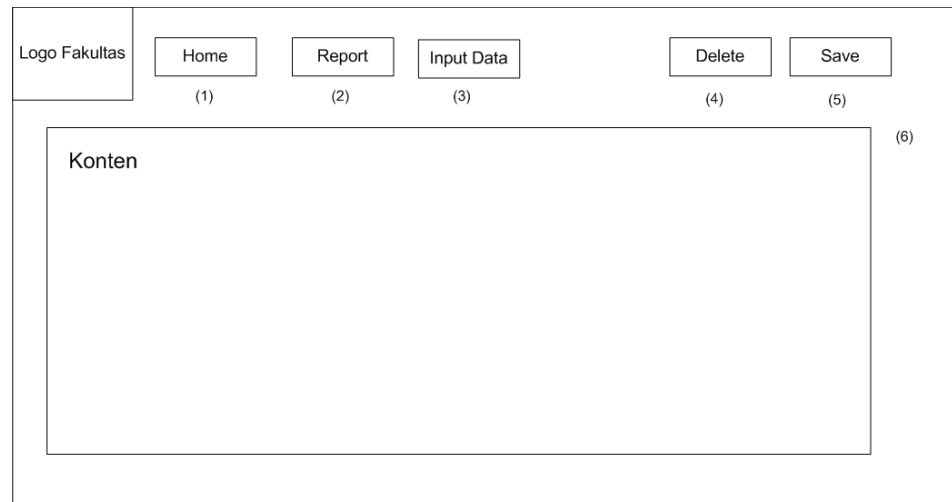 Logo Fakultas
Home
Report
Input Data
Delete
Save
(1)
(2)
(3)
(4)
(5)
(6)
Konten